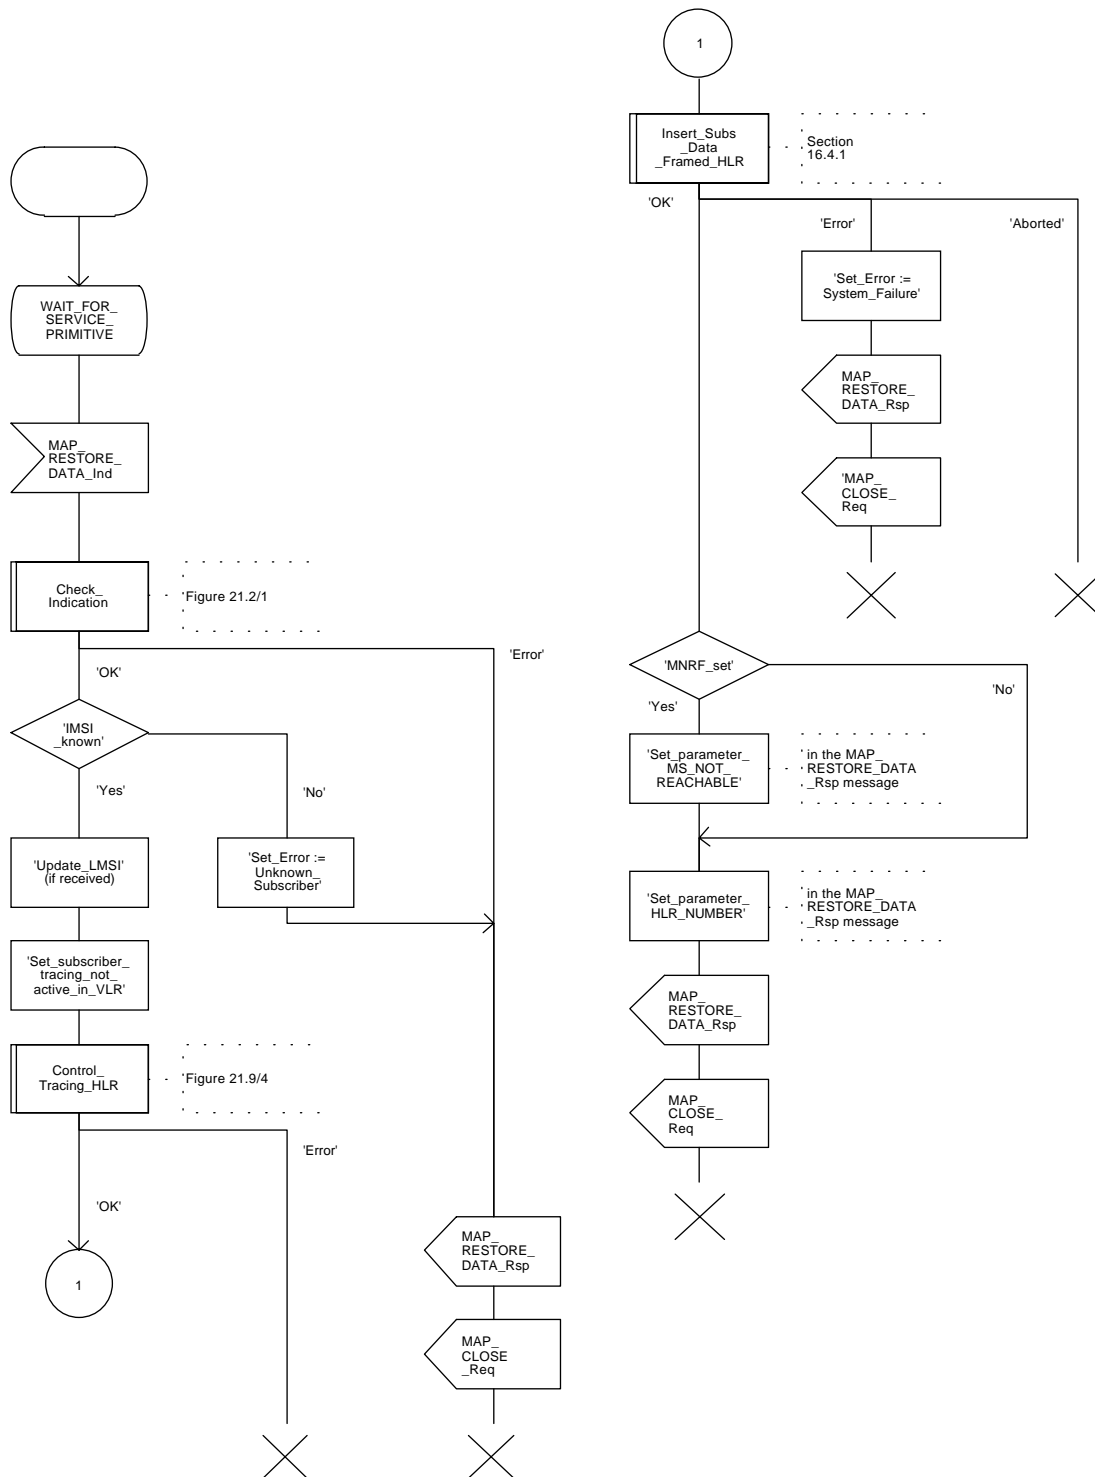 WAIT_FOR_
SERVICE_
PRIMITIVE
MAP_
RESTORE_
DATA_Ind
Check_
Indication
Figure 21.2/1
'Error'
'OK'
'IMSI
_known'
'Yes'
'No'
'Update_LMSI'
(if received)
'Set_Error :=
Unknown_
Subscriber'
'Set_subscriber_
tracing_not_
active_in_VLR'
Control_
Tracing_HLR
Figure 21.9/4
'Error'
'OK'
1
MAP_
RESTORE_
DATA_Rsp
MAP_
CLOSE
_Req
1
Insert_Subs
_Data
_Framed_HLR
Section
16.4.1
'OK'
'Error'
'Aborted'
'Set_Error :=
System_Failure'
MAP_
RESTORE_
DATA_Rsp
'MAP_
CLOSE_
Req
'MNRF_set'
'No'
'Yes'
'Set_parameter_
MS_NOT_
REACHABLE'
in the MAP_
RESTORE_DATA
_Rsp message
'Set_parameter_
HLR_NUMBER'
in the MAP_
RESTORE_DATA
_Rsp message
MAP_
RESTORE_
DATA_Rsp
MAP_
CLOSE_
Req